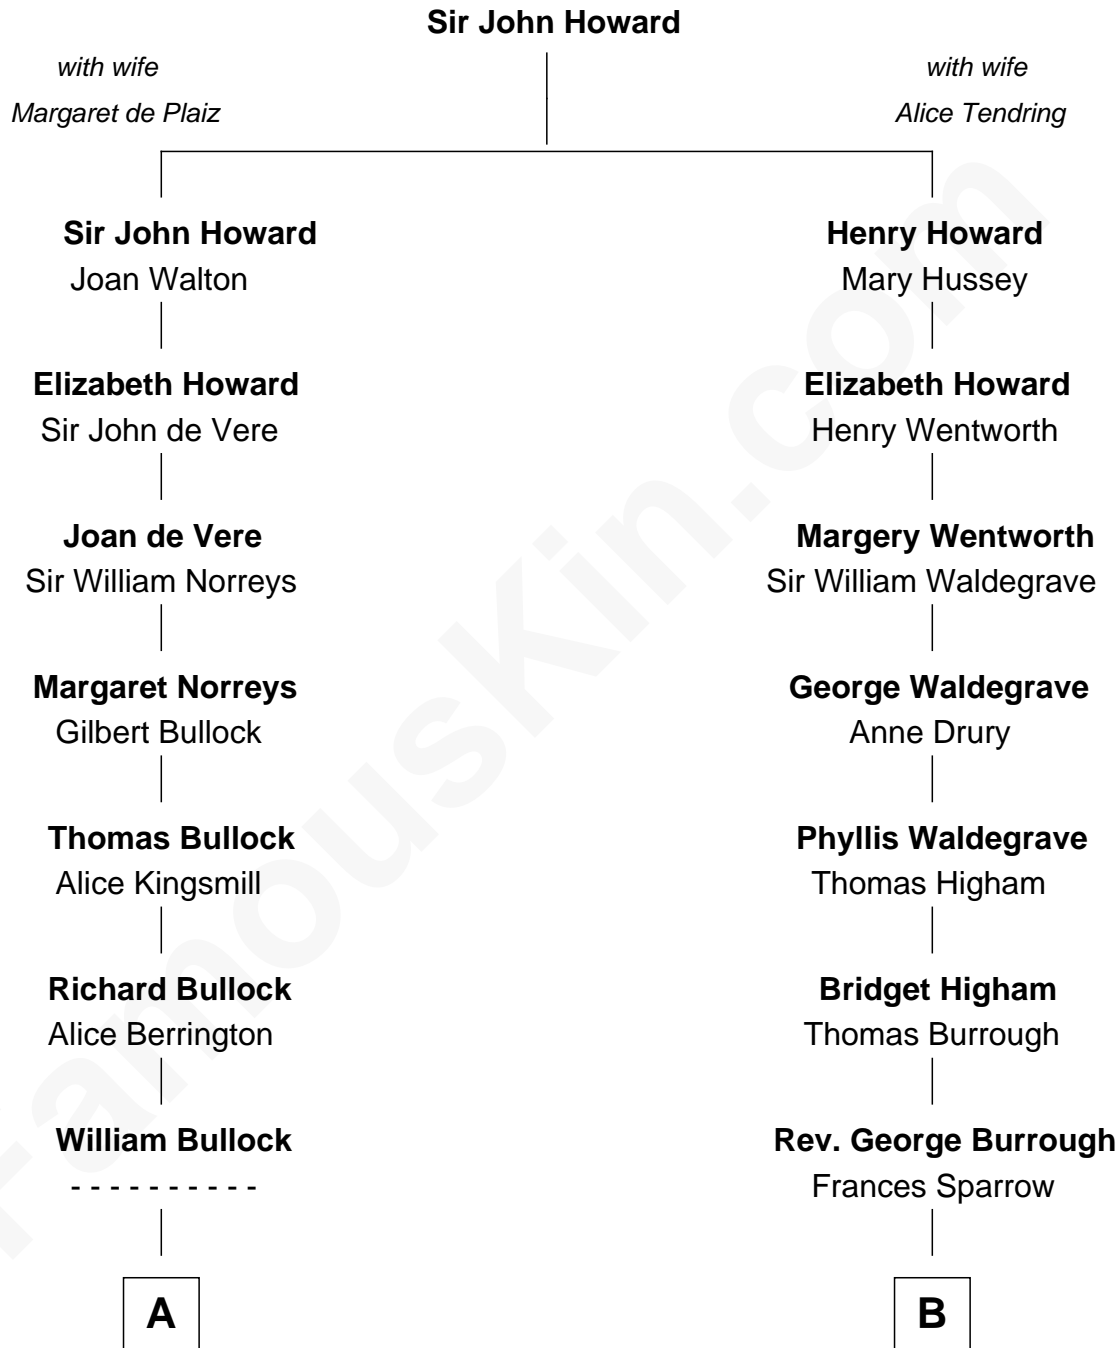 Sir John Howard
with wife
Margaret de Plaiz
with wife
Alice Tendring
Sir John Howard
Joan Walton
Henry Howard
Mary Hussey
Elizabeth Howard
Sir John de Vere
Elizabeth Howard
Henry Wentworth
Joan de Vere
Sir William Norreys
Margery Wentworth
Sir William Waldegrave
Margaret Norreys
Gilbert Bullock
George Waldegrave
Anne Drury
Thomas Bullock
Alice Kingsmill
Phyllis Waldegrave
Thomas Higham
Richard Bullock
Alice Berrington
Bridget Higham
Thomas Burrough
William Bullock
- - - - - - - - - -
Rev. George Burrough
Frances Sparrow
A
B
FamousKin.com